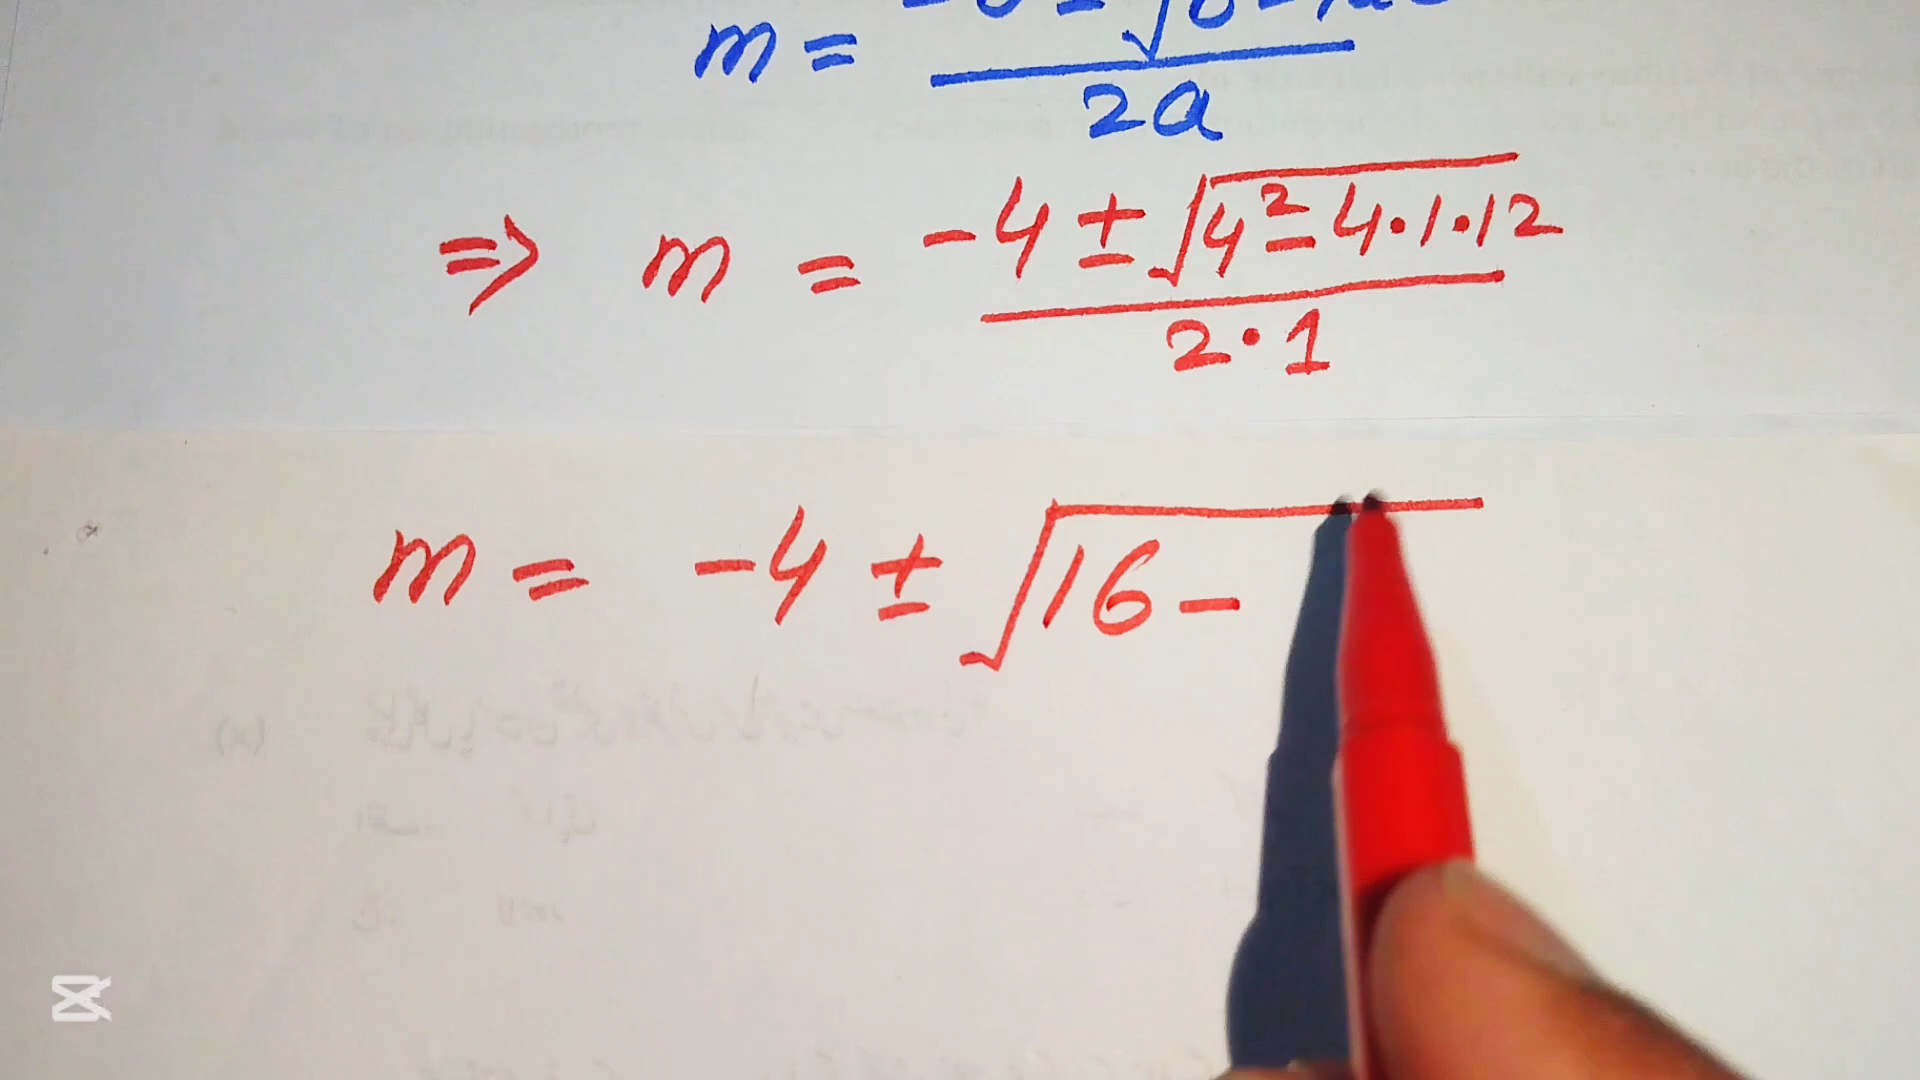 m =
2a
=> m = -4 ± √4² - 4·1·12
2·1
m = -4 ± √16 -